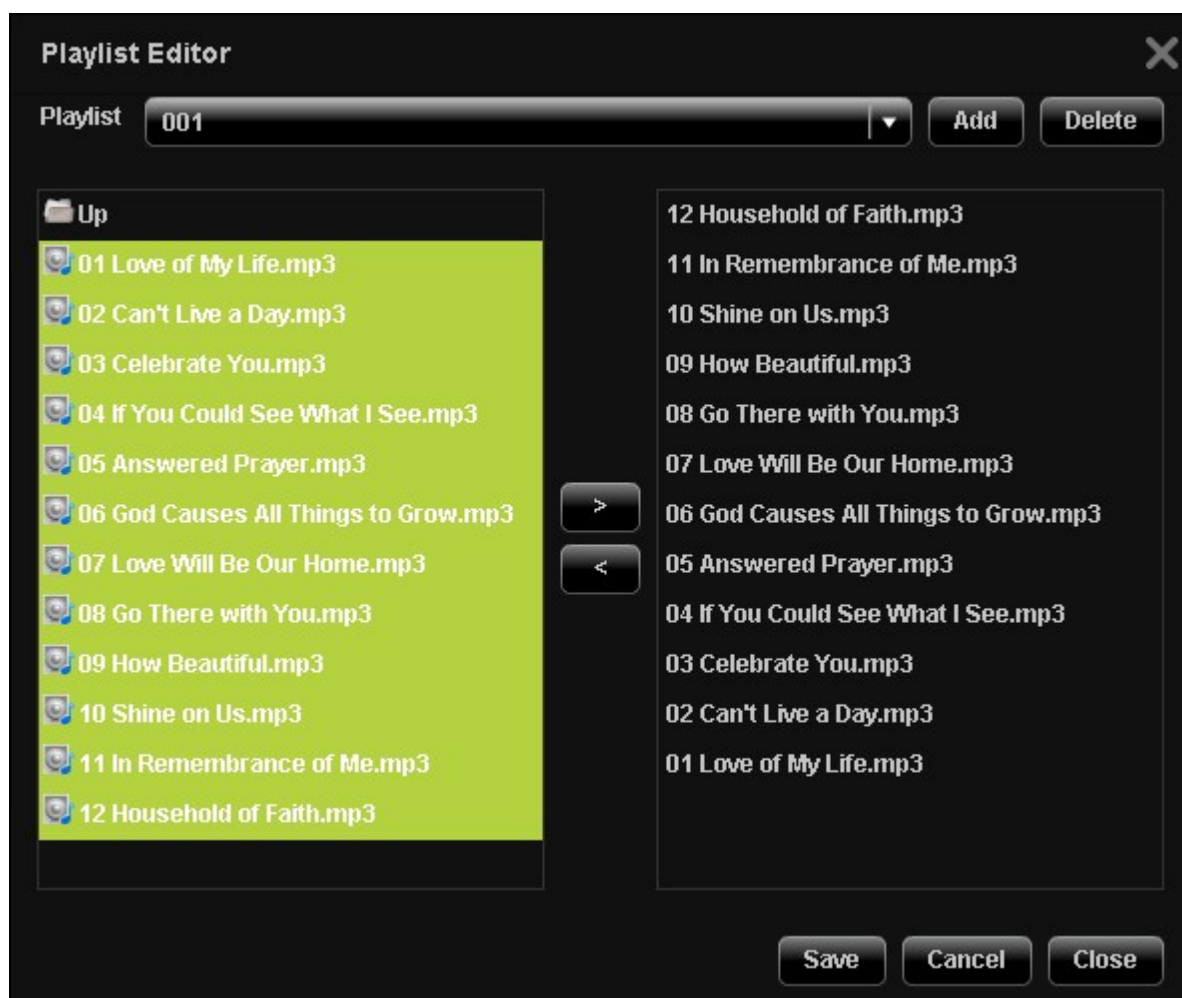 Playlist Editor
Playlist 001 Add Delete
Up
01 Love of My Life.mp3
02 Can't Live a Day.mp3
03 Celebrate You.mp3
04 If You Could See What I See.mp3
05 Answered Prayer.mp3
06 God Causes All Things to Grow.mp3
07 Love Will Be Our Home.mp3
08 Go There with You.mp3
09 How Beautiful.mp3
10 Shine on Us.mp3
11 In Remembrance of Me.mp3
12 Household of Faith.mp3
>
<
12 Household of Faith.mp3
11 In Remembrance of Me.mp3
10 Shine on Us.mp3
09 How Beautiful.mp3
08 Go There with You.mp3
07 Love Will Be Our Home.mp3
06 God Causes All Things to Grow.mp3
05 Answered Prayer.mp3
04 If You Could See What I See.mp3
03 Celebrate You.mp3
02 Can't Live a Day.mp3
01 Love of My Life.mp3
Save Cancel Close